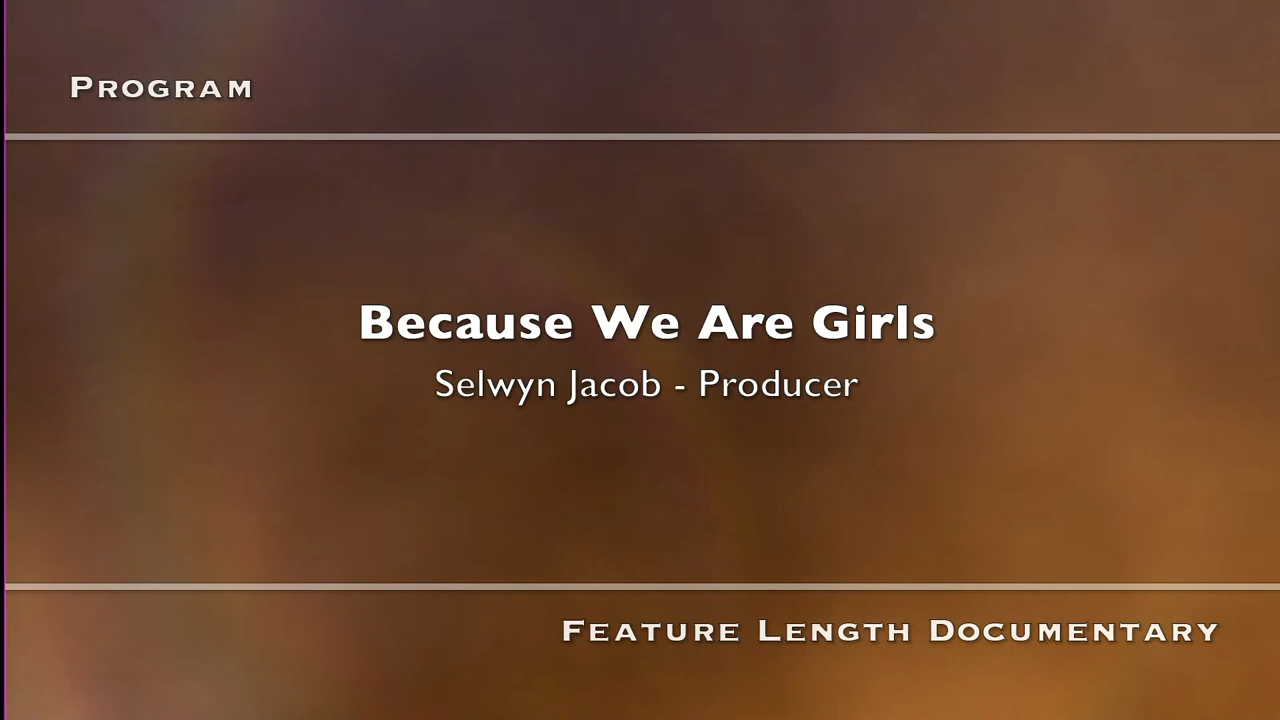 Program
Because We Are Girls
Selwyn Jacob - Producer
Feature Length Documentary